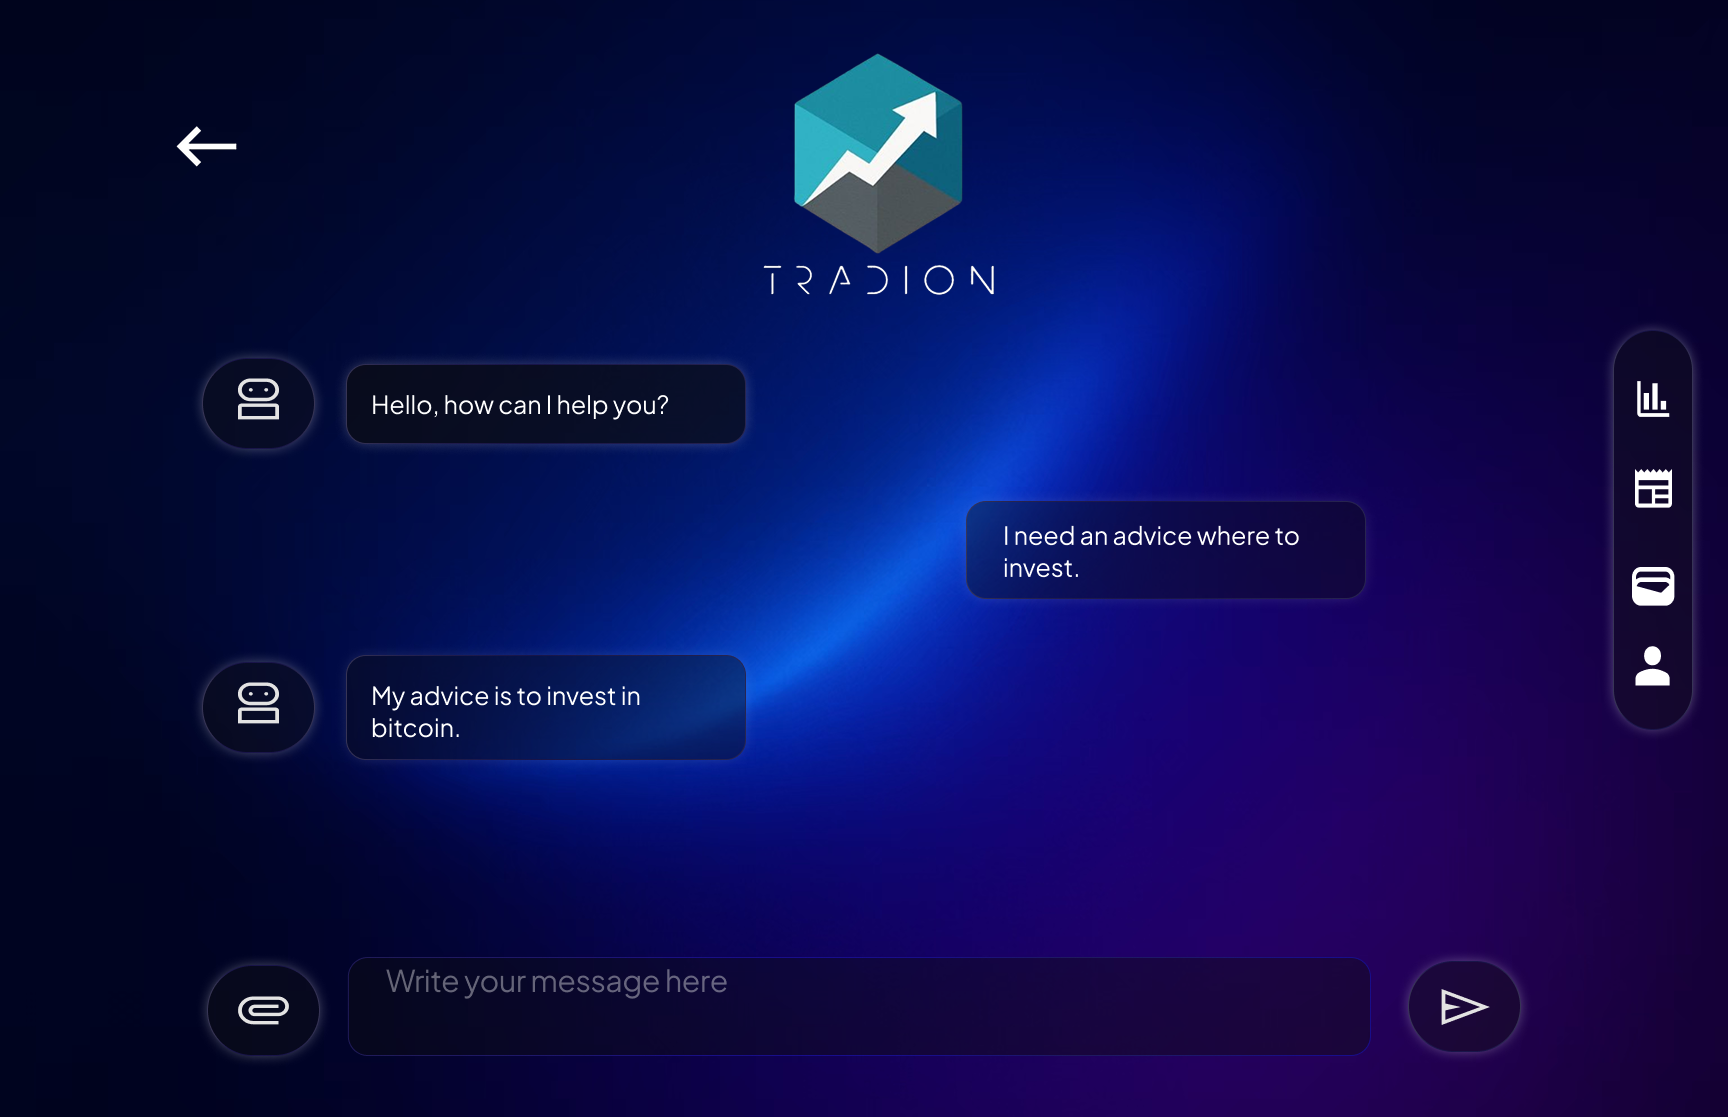 TRADION
Hello, how can I help you?
I need an advice where to
invest.
My advice is to invest in
bitcoin.
Write your message here